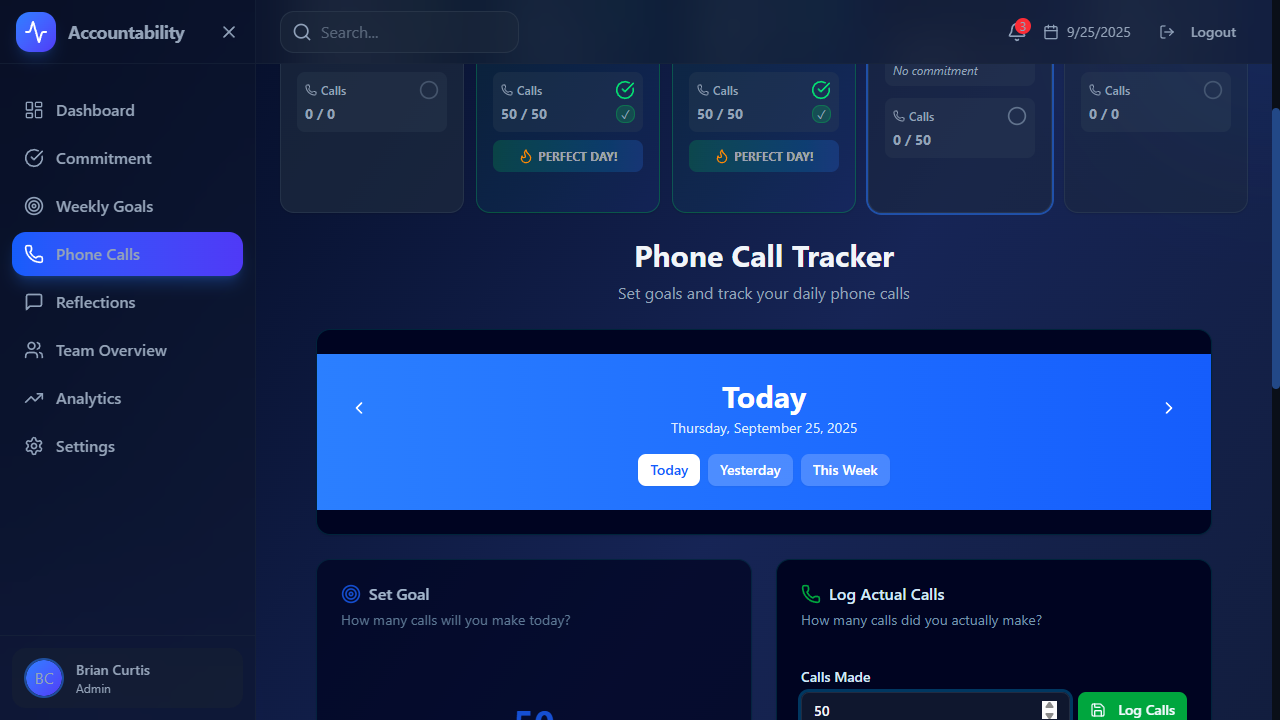 Accountability
Search...
3
9/25/2025
Logout
Dashboard
Commitment
Weekly Goals
Phone Calls
Reflections
Team Overview
Analytics
Settings
BC
Brian Curtis
Admin
Calls
0 / 0
Calls
50 / 50
PERFECT DAY!
Calls
50 / 50
PERFECT DAY!
No commitment
Calls
0 / 50
Calls
0 / 0
Phone Call Tracker
Set goals and track your daily phone calls
Today
Thursday, September 25, 2025
Today Yesterday This Week
Set Goal
How many calls will you make today?
50
Log Actual Calls
How many calls did you actually make?
Calls Made
50
Log Calls